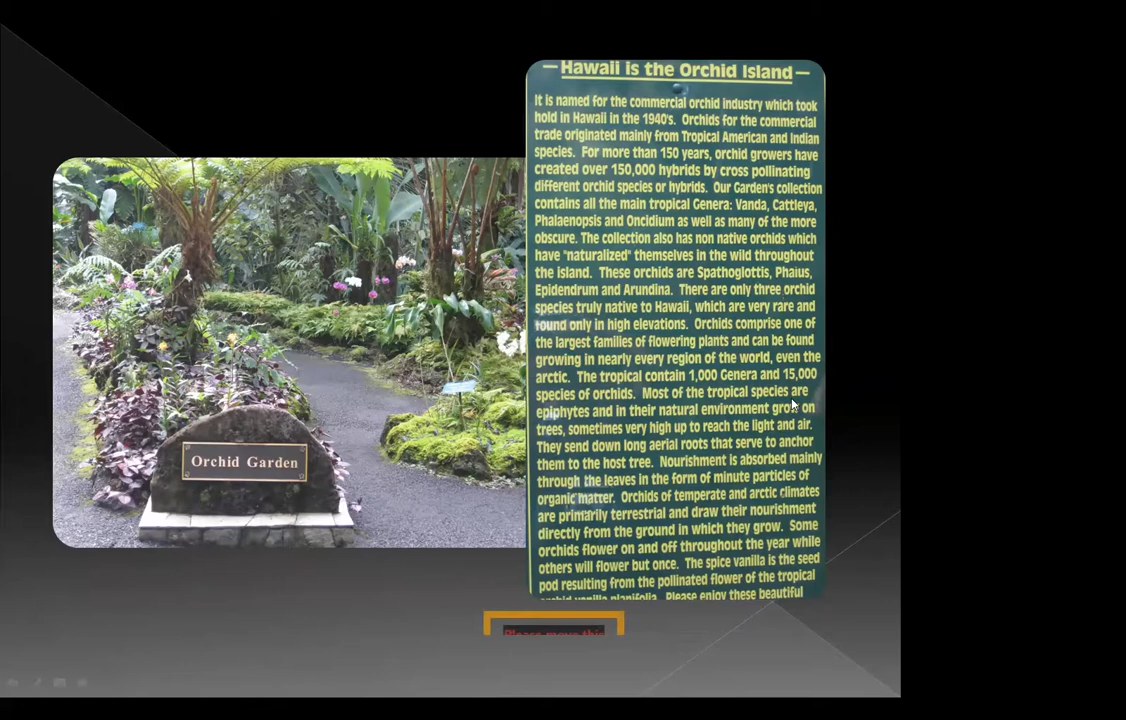 — Hawaii is the Orchid Island —
It is named for the commercial orchid industry which took
hold in Hawaii in the 1940's. Orchids for the commercial
trade originated mainly from Tropical American and Indian
species. For more than 150 years, orchid growers have
created over 150,000 hybrids by cross pollinating
different orchid species or hybrids. Our Garden's collection
contains all the main tropical Genera: Vanda, Cattleya,
Phalaenopsis and Oncidium as well as many of the more
obscure. The collection also has non native orchids which
have "naturalized" themselves in the wild throughout
the island. These orchids are Spathoglottis, Phaius,
Epidendrum and Arundina. There are only three orchid
species truly native to Hawaii, which are very rare and
found only in high elevations. Orchids comprise one of
the largest families of flowering plants and can be found
growing in nearly every region of the world, even the
arctic. The tropical contain 1,000 Genera and 15,000
species of orchids. Most of the tropical species are
epiphytes and in their natural environment grow on
trees, sometimes very high up to reach the light and air.
They send down long aerial roots that serve to anchor
them to the host tree. Nourishment is absorbed mainly
through the leaves in the form of minute particles of
organic matter. Orchids of temperate and arctic climates
are primarily terrestrial and draw their nourishment
directly from the ground in which they grow. Some
orchids flower on and off throughout the year while
others will flower but once. The spice vanilla is the seed
pod resulting from the pollinated flower of the tropical
orchid vanilla planifolia. Please enjoy these beautiful
Orchid Garden
Please move this